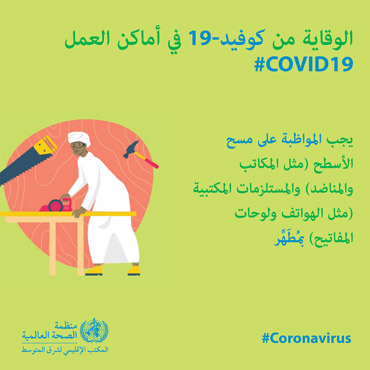 الوقاية من كوفيد-19 في أماكن العمل
#COVID19
يجب المواظبة على مسح
الأسطح (مثل المكاتب
والمناضد) والمستلزمات المكتبية
(مثل الهواتف ولوحات
المفاتيح) بمُطَهِّر
منظمة
الصحة العالمية
المكتب الإقليمي لشرق المتوسط
#Coronavirus